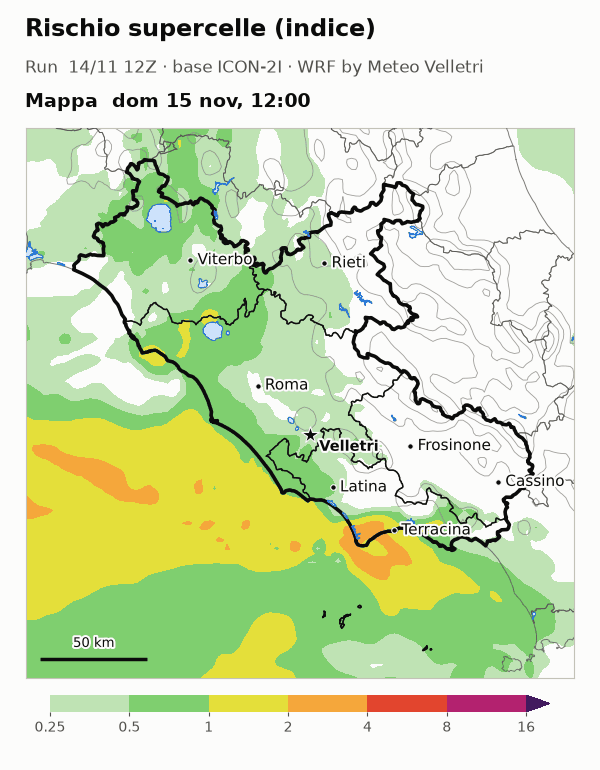 Rischio supercelle (indice)
Run 14/11 12Z · base ICON-2I · WRF by Meteo Velletri
Mappa dom 15 nov, 12:00
Viterbo
Rieti
Roma
Velletri
Frosinone
Cassino
Latina
Terracina
50 km
0.25 0.5 1 2 4 8 16